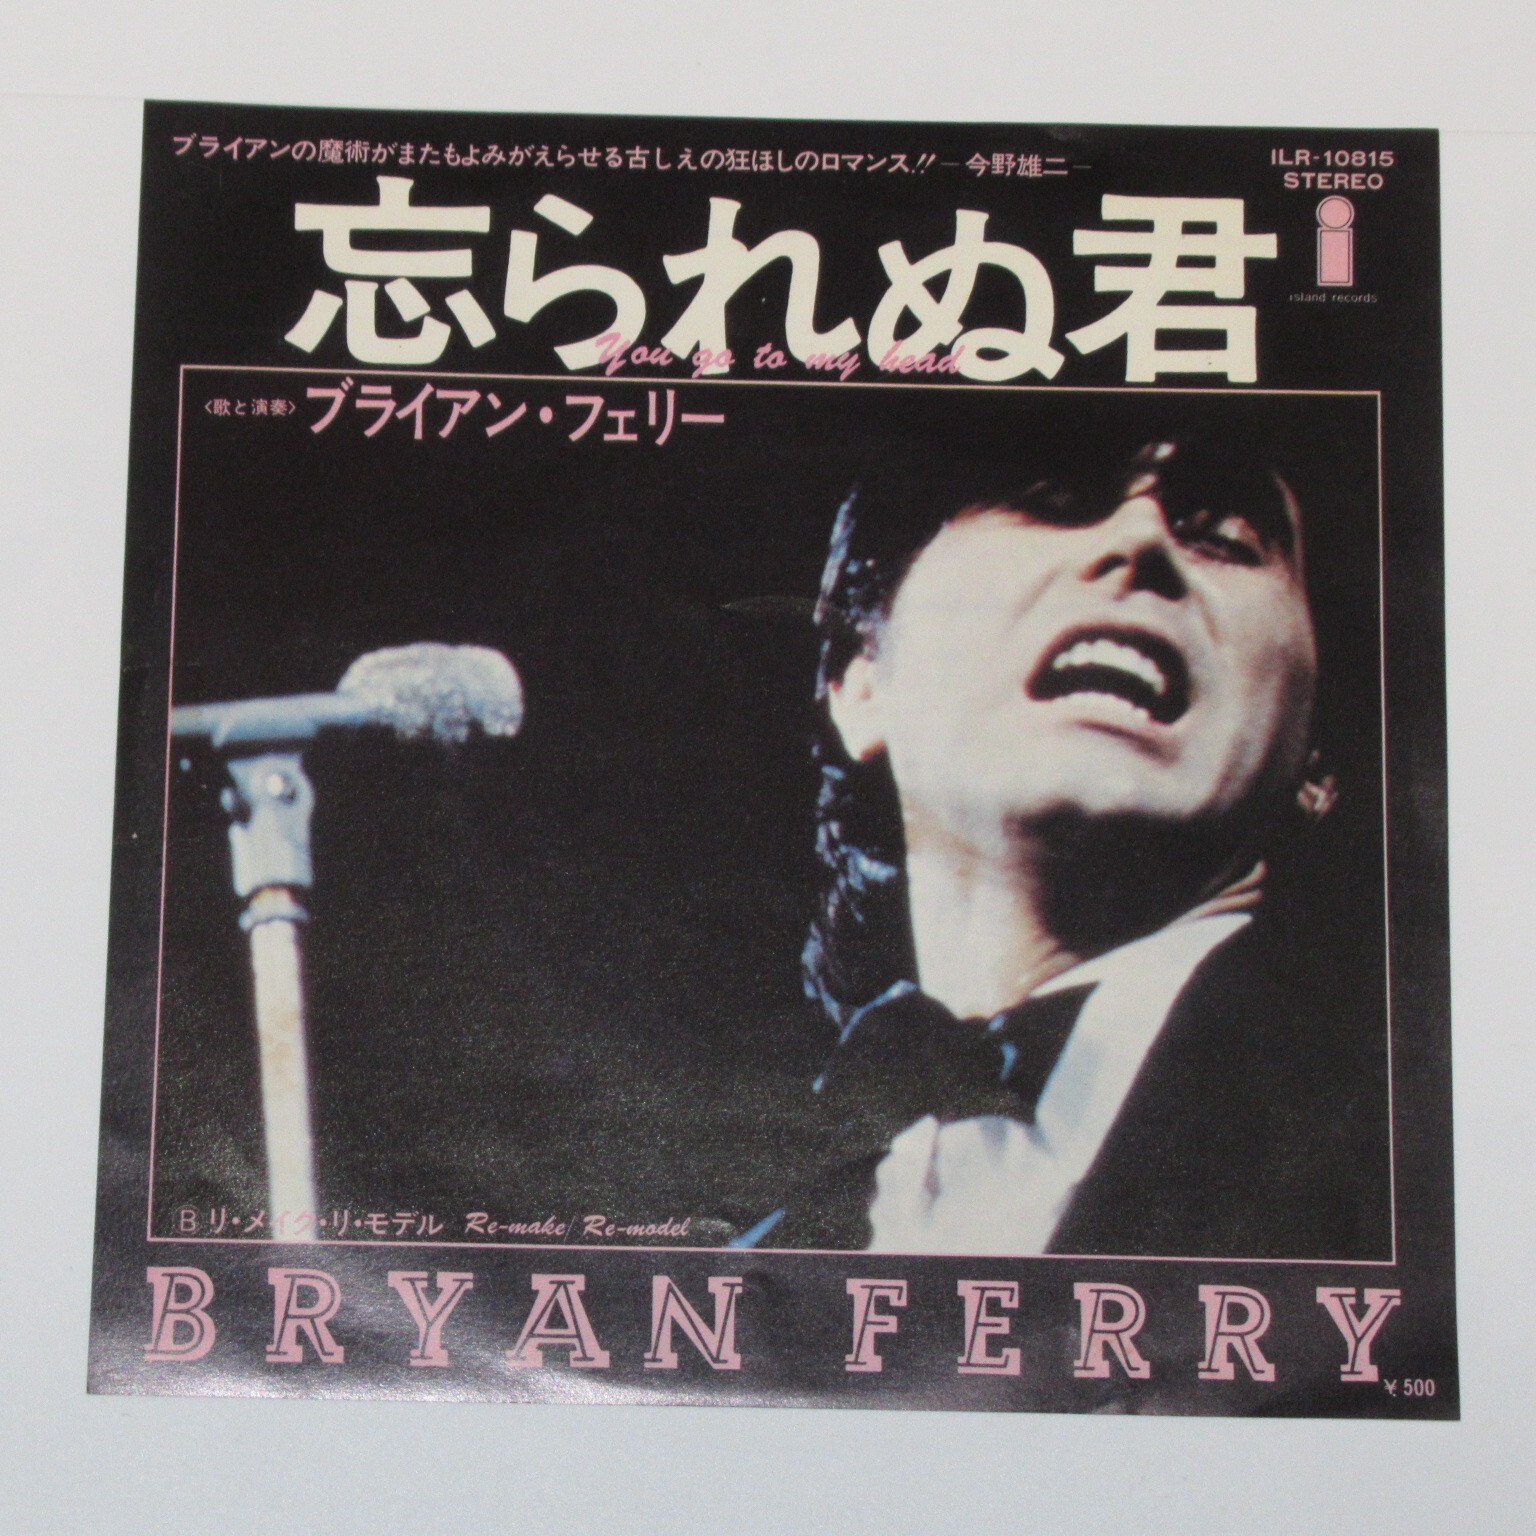 ブライアンの魔術がまたもよみがえらせる古しえの狂ほしのロマンス!! ―今野雄二―
ILR-10815
STEREO
island records
忘られぬ君
You go to my head
〈歌と演奏〉ブライアン・フェリー
B リ・メイク・リ・モデル Re-make/Re-model
BRYAN FERRY
¥500